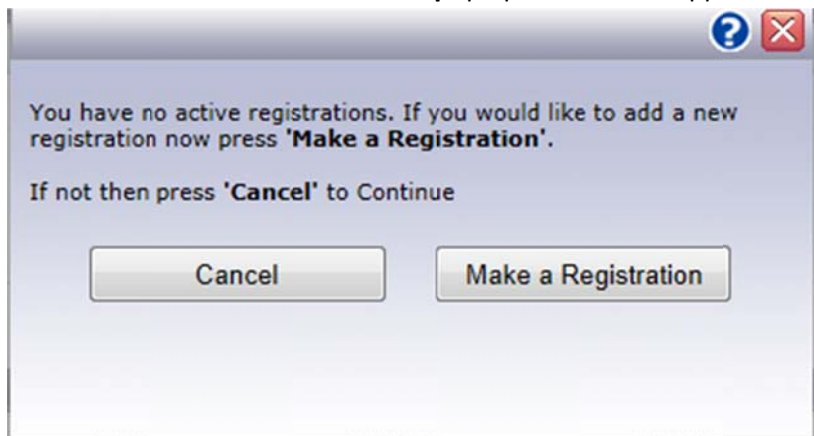 ?
You have no active registrations. If you would like to add a new
registration now press 'Make a Registration'.
If not then press 'Cancel' to Continue
Cancel
Make a Registration